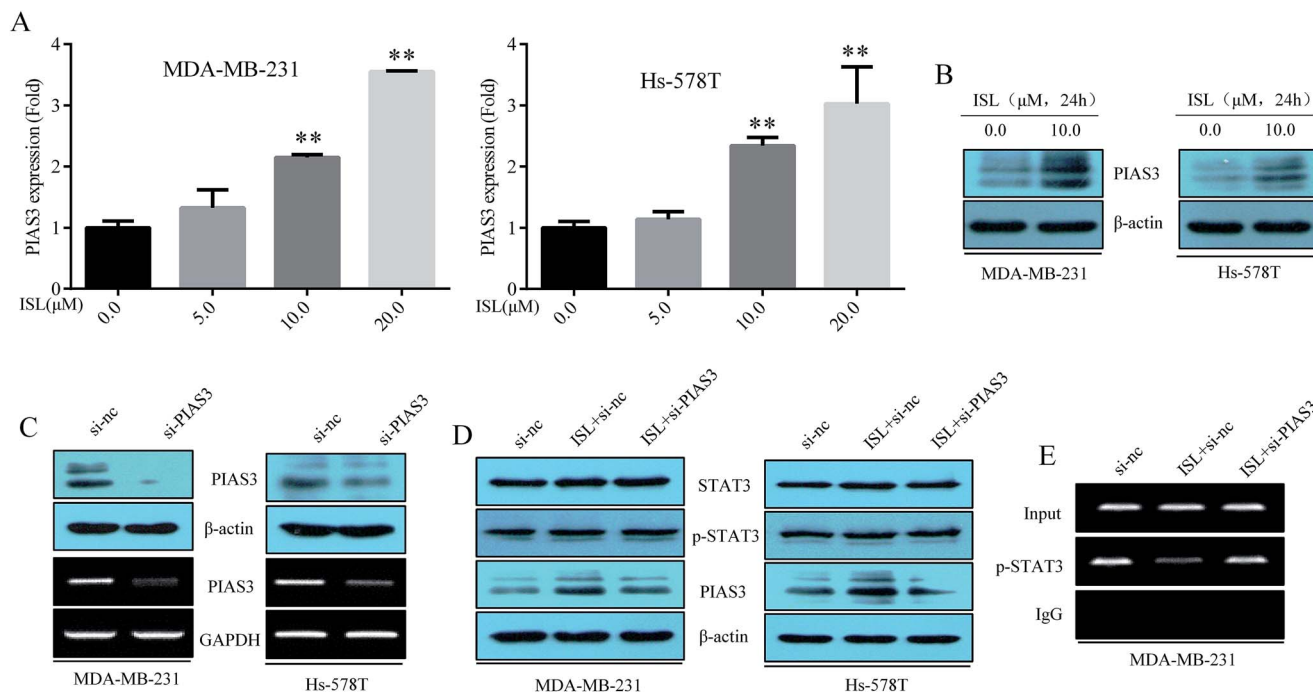 A
MDA-MB-231
PIAS3 expression (Fold)
4
3
2
1
0
**
**
ISL(μM)
0.0
5.0
10.0
20.0
Hs-578T
PIAS3 expression (Fold)
4
3
2
1
0
**
**
ISL(μM)
0.0
5.0
10.0
20.0
B
ISL（μM，24h）
0.0 10.0
ISL（μM，24h）
0.0 10.0
PIAS3
β-actin
MDA-MB-231
Hs-578T
C
si-nc
si-PIAS3
si-nc
si-PIAS3
PIAS3
β-actin
PIAS3
GAPDH
MDA-MB-231
Hs-578T
D
si-nc
ISL+si-nc
ISL+si-PIAS3
si-nc
ISL+si-nc
ISL+si-PIAS3
STAT3
p-STAT3
PIAS3
β-actin
MDA-MB-231
Hs-578T
E
si-nc
ISL+si-nc
ISL+si-PIAS3
Input
p-STAT3
IgG
MDA-MB-231